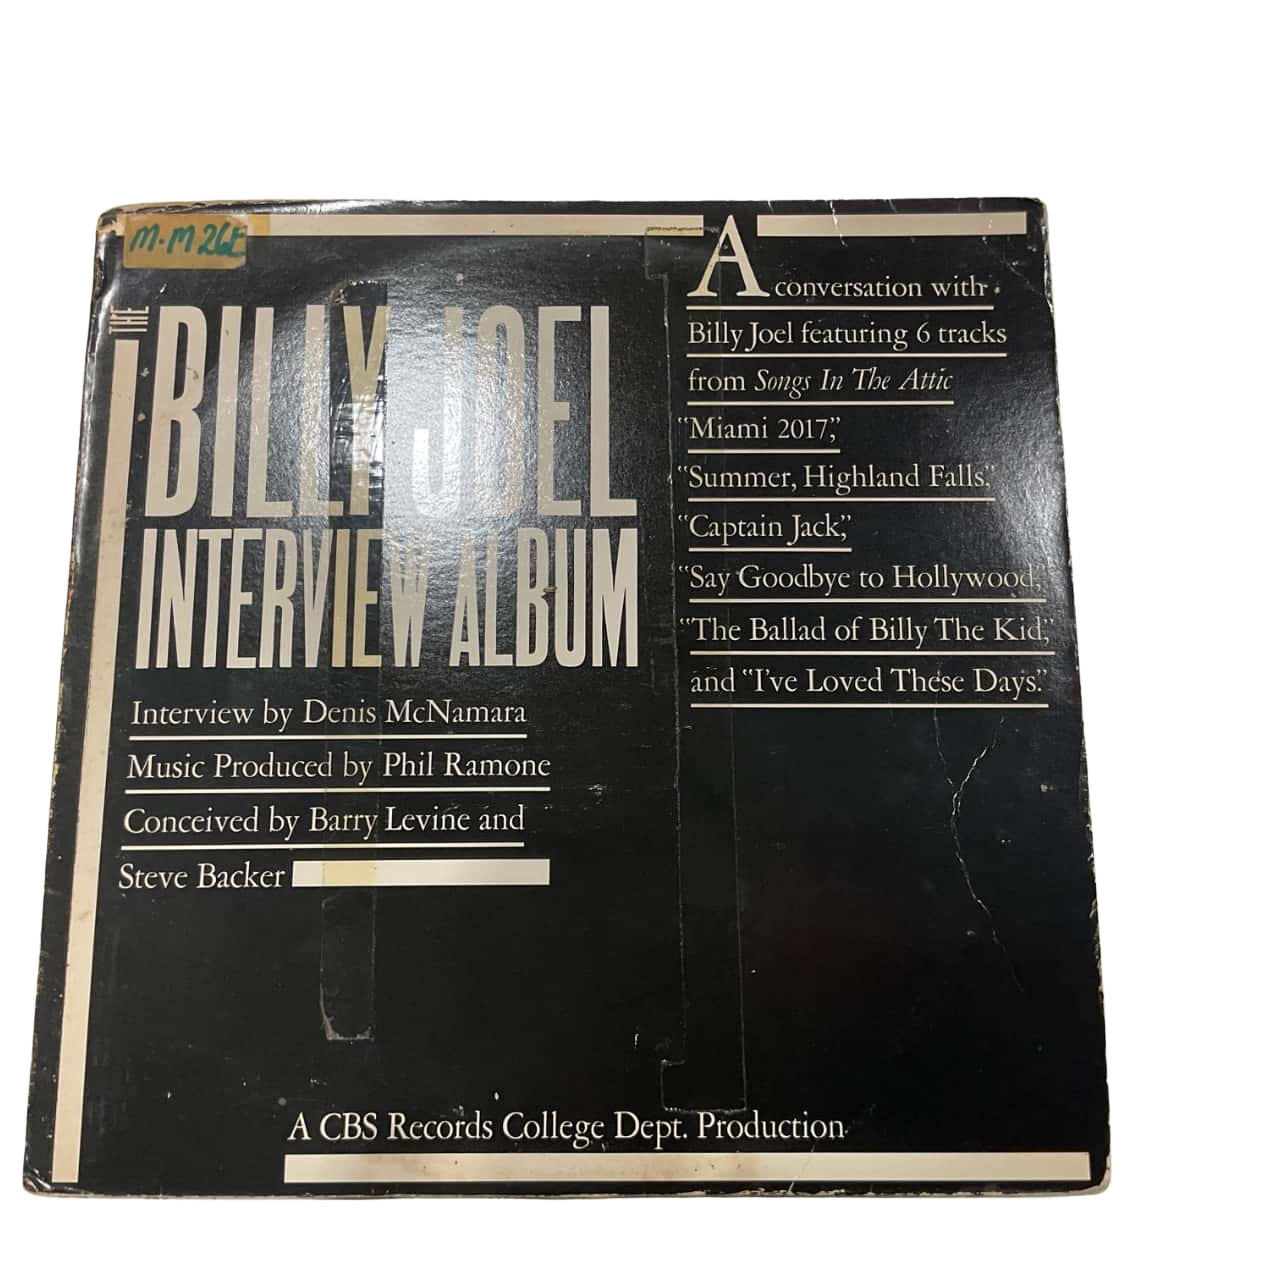 M·M 26E
THE
BILLY JOEL
INTERVIEW ALBUM
Interview by Denis McNamara
Music Produced by Phil Ramone
Conceived by Barry Levine and
Steve Backer
A conversation with
Billy Joel featuring 6 tracks
from Songs In The Attic
"Miami 2017,"
"Summer, Highland Falls,"
"Captain Jack,"
"Say Goodbye to Hollywood,"
"The Ballad of Billy The Kid,"
and "I've Loved These Days."
A CBS Records College Dept. Production